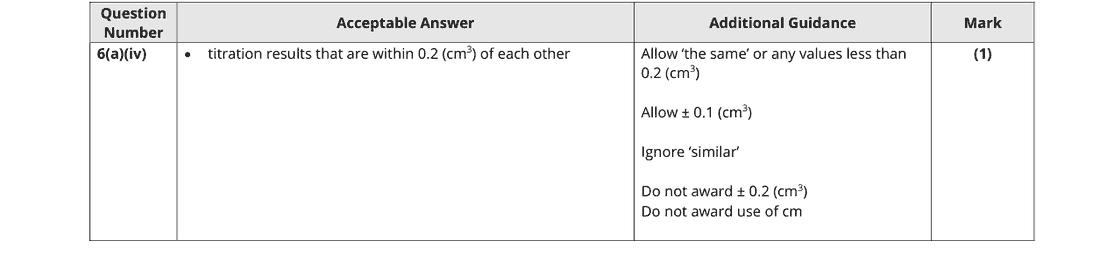 Question Number
Acceptable Answer
Additional Guidance
Mark
6(a)(iv)
• titration results that are within 0.2 (cm³) of each other
Allow ‘the same’ or any values less than
0.2 (cm³)
Allow ± 0.1 (cm³)
Ignore ‘similar’
Do not award ± 0.2 (cm³)
Do not award use of cm
(1)